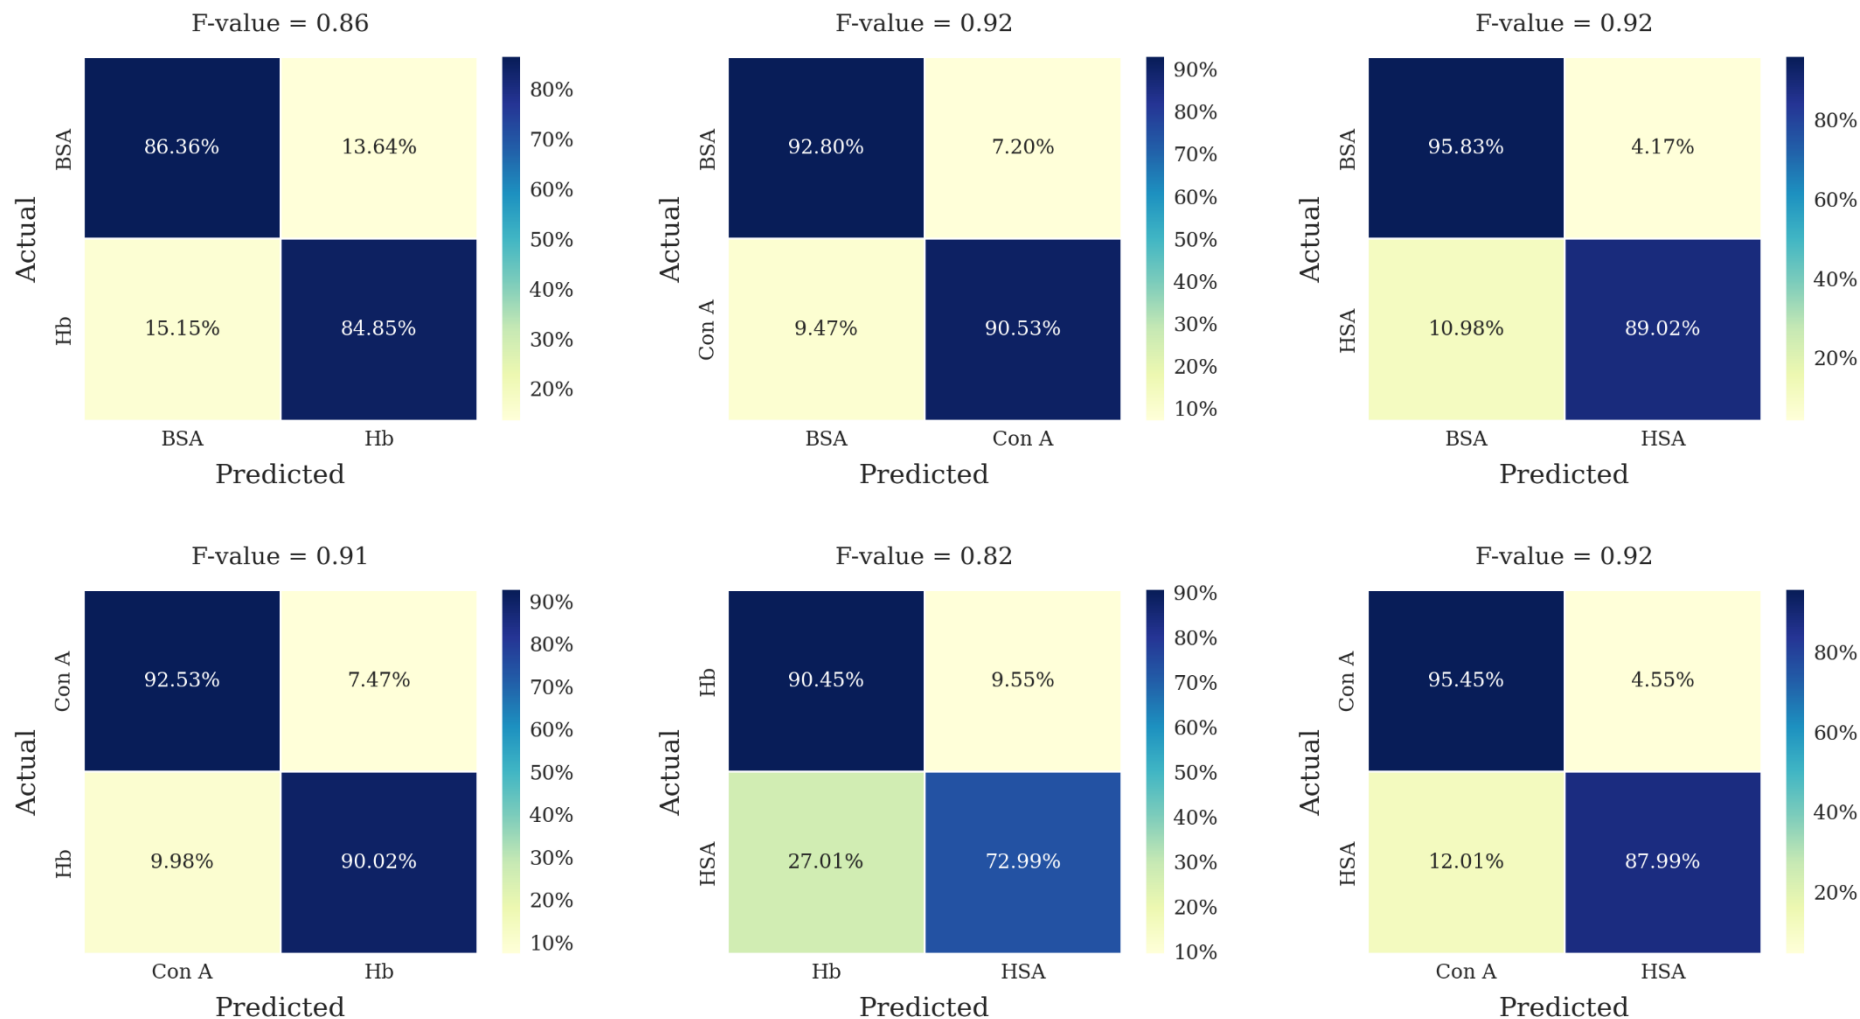 F-value = 0.86
80%
70%
60%
50%
40%
30%
20%
Actual
BSA
Hb
86.36%
13.64%
15.15%
84.85%
BSA
Hb
Predicted
F-value = 0.92
90%
80%
70%
60%
50%
40%
30%
20%
10%
Actual
BSA
Con A
92.80%
7.20%
9.47%
90.53%
BSA
Con A
Predicted
F-value = 0.92
80%
60%
40%
20%
Actual
BSA
HSA
95.83%
4.17%
10.98%
89.02%
BSA
HSA
Predicted
F-value = 0.91
90%
80%
70%
60%
50%
40%
30%
20%
10%
Actual
Con A
Hb
92.53%
7.47%
9.98%
90.02%
Con A
Hb
Predicted
F-value = 0.82
90%
80%
70%
60%
50%
40%
30%
20%
10%
Actual
Hb
HSA
90.45%
9.55%
27.01%
72.99%
Hb
HSA
Predicted
F-value = 0.92
80%
60%
40%
20%
Actual
Con A
HSA
95.45%
4.55%
12.01%
87.99%
Con A
HSA
Predicted